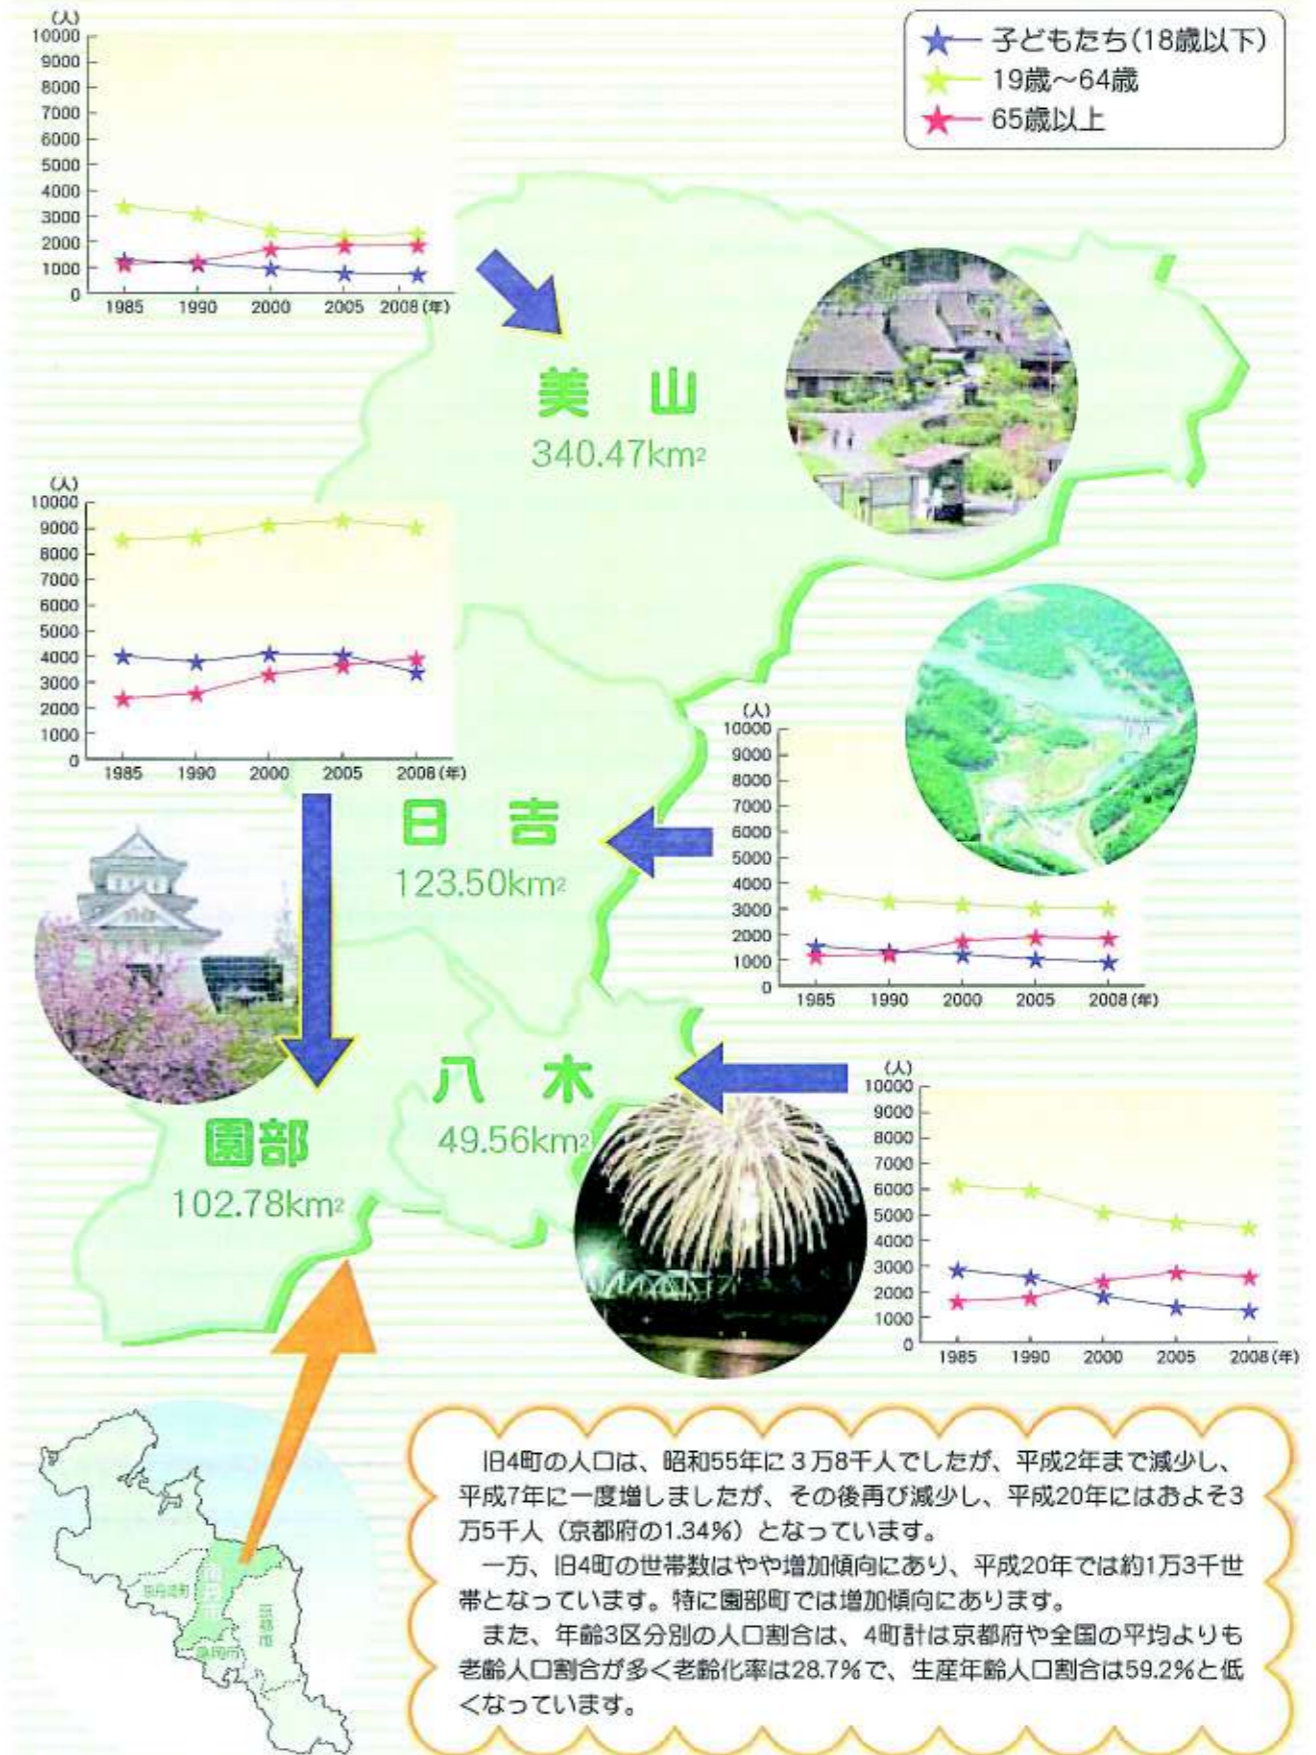 (人)
10000
9000
8000
7000
6000
5000
4000
3000
2000
1000
0
1985 1990 2000 2005 2008(年)
子どもたち(18歳以下)
19歳～64歳
65歳以上
美山
340.47km²
(人)
10000
9000
8000
7000
6000
5000
4000
3000
2000
1000
0
1985 1990 2000 2005 2008(年)
日吉
123.50km²
(人)
10000
9000
8000
7000
6000
5000
4000
3000
2000
1000
0
1985 1990 2000 2005 2008(年)
八木
49.56km²
園部
102.78km²
(人)
10000
9000
8000
7000
6000
5000
4000
3000
2000
1000
0
1985 1990 2000 2005 2008(年)
南丹市
京都市
亀岡市
旧4町の人口は、昭和55年に3万8千人でしたが、平成2年まで減少し、
平成7年に一度増しましたが、その後再び減少し、平成20年にはおよそ3
万5千人（京都府の1.34％）となっています。
一方、旧4町の世帯数はやや増加傾向にあり、平成20年では約1万3千世
帯となっています。特に園部町では増加傾向にあります。
また、年齢3区分別の人口割合は、4町計は京都府や全国の平均よりも
老齢人口割合が多く老齢化率は28.7％で、生産年齢人口割合は59.2％と低
くなっています。